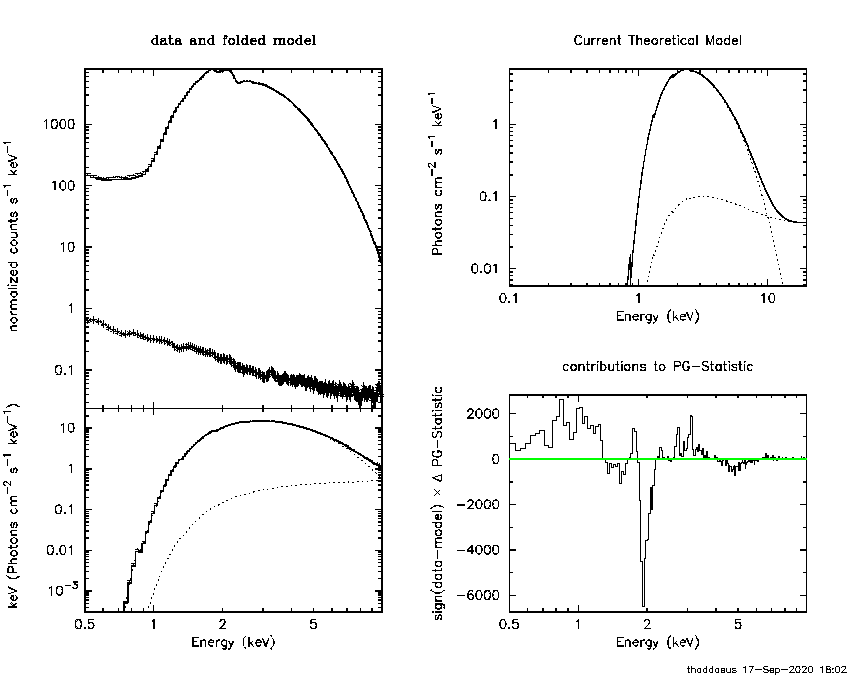 data and folded model
normalized counts s⁻¹ keV⁻¹
1000
100
10
1
0.1
keV (Photons cm⁻² s⁻¹ keV⁻¹)
10
1
0.1
0.01
10⁻³
0.5 1 2 5
Energy (keV)
Current Theoretical Model
Photons cm⁻² s⁻¹ keV⁻¹
1
0.1
0.01
0.1 1 10
Energy (keV)
contributions to PG-Statistic
sign(data-model) × Δ PG-Statistic
2000
0
-2000
-4000
-6000
0.5 1 2 5
Energy (keV)
thaddaeus 17-Sep-2020 18:02